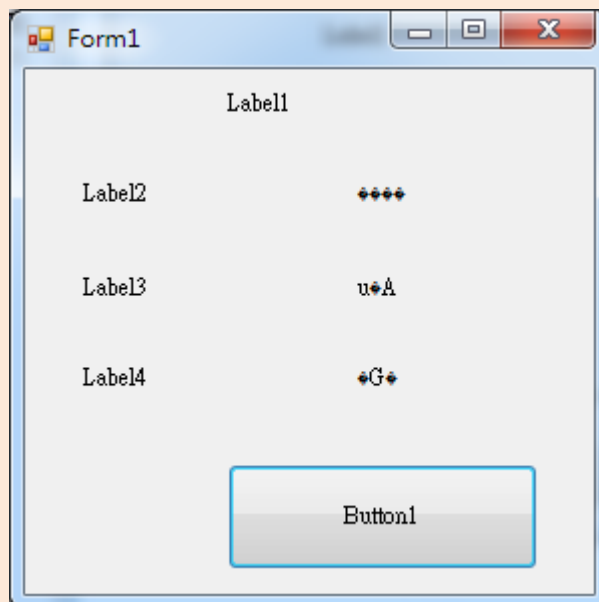 Form1
Label1
Label2 ����
Label3 u�A
Label4 �G�
Button1